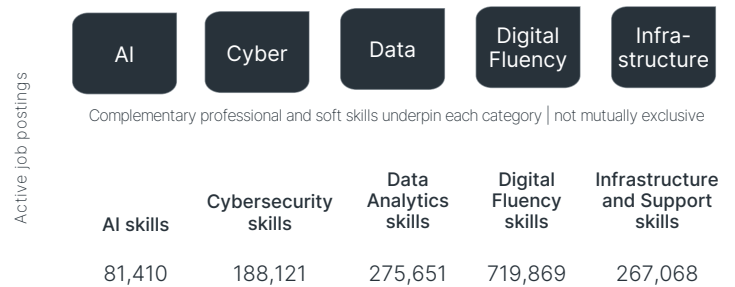 AI
Cyber
Data
Digital
Fluency
Infra-
structure
Complementary professional and soft skills underpin each category | not mutually exclusive
Active job postings
AI skills
Cybersecurity
skills
Data
Analytics
skills
Digital
Fluency
skills
Infrastructure
and Support
skills
81,410
188,121
275,651
719,869
267,068